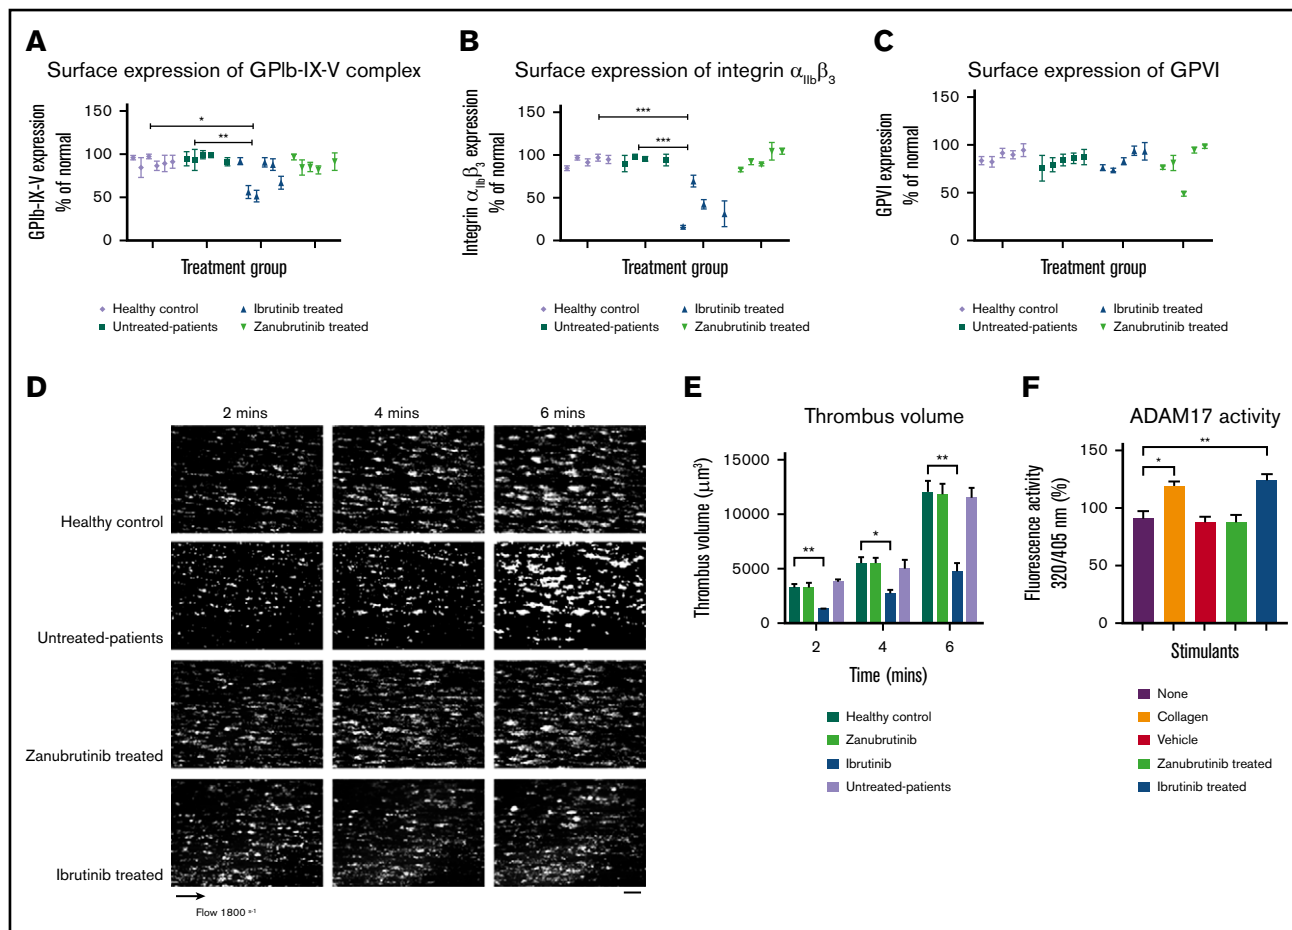 A
Surface expression of GPIb-IX-V complex
GPIb-IX-V expression
% of normal
150
100
50
0
*
**
Treatment group
Healthy control
Ibrutinib treated
Untreated-patients
Zanubrutinib treated
B
Surface expression of integrin αIIbβ3
Integrin αIIbβ3 expression
% of normal
150
100
50
0
***
***
Treatment group
Healthy control
Ibrutinib treated
Untreated-patients
Zanubrutinib treated
C
Surface expression of GPVI
GPVI expression
% of normal
150
100
50
0
Treatment group
Healthy control
Ibrutinib treated
Untreated-patients
Zanubrutinib treated
D
2 mins
4 mins
6 mins
Healthy control
Untreated-patients
Zanubrutinib treated
Ibrutinib treated
Flow 1800 s-1
E
Thrombus volume
Thrombus volume (μm³)
15000
10000
5000
0
**
*
**
2
4
6
Time (mins)
Healthy control
Zanubrutinib
Ibrutinib
Untreated-patients
F
ADAM17 activity
Fluorescence activity
320/405 nm (%)
150
100
50
0
*
**
Stimulants
None
Collagen
Vehicle
Zanubrutinib treated
Ibrutinib treated